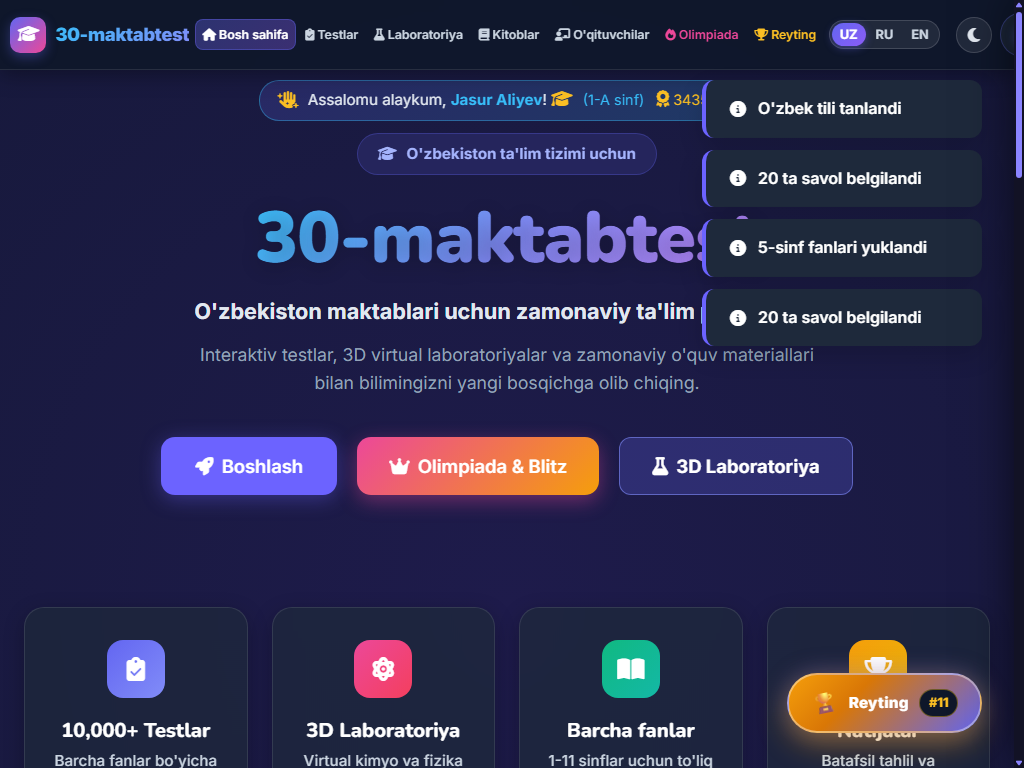 30-maktabtest Bosh sahifa Testlar Laboratoriya Kitoblar O'qituvchilar Olimpiada Reyting UZ RU EN
Assalomu alaykum, Jasur Aliyev! (1-A sinf) 343
O'zbek tili tanlandi
O'zbekiston ta'lim tizimi uchun
20 ta savol belgilandi
5-sinf fanlari yuklandi
20 ta savol belgilandi
30-maktabtes
O'zbekiston maktablari uchun zamonaviy ta'lim
Interaktiv testlar, 3D virtual laboratoriyalar va zamonaviy o'quv materiallari
bilan bilimingizni yangi bosqichga olib chiqing.
Boshlash
Olimpiada & Blitz
3D Laboratoriya
Reyting #11
10,000+ Testlar
3D Laboratoriya
Barcha fanlar
Barcha fanlar bo'yicha
Virtual kimyo va fizika
1-11 sinflar uchun to'liq
Batafsil tahlil va